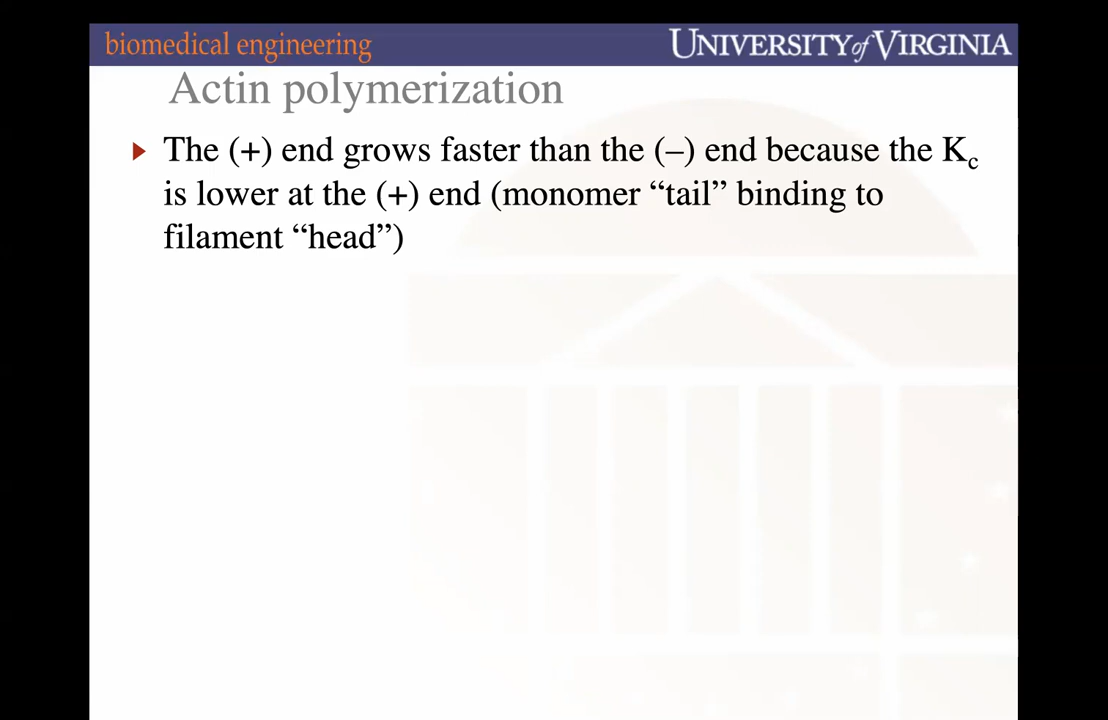 biomedical engineering
UNIVERSITY of VIRGINIA
Actin polymerization
The (+) end grows faster than the (–) end because the Kc
is lower at the (+) end (monomer “tail” binding to
filament “head”)